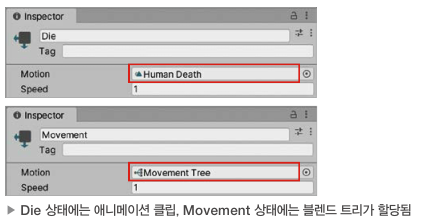 Inspector
Die
Tag
Motion Human Death
Speed 1
Inspector
Movement
Tag
Motion Movement Tree
Speed 1
▶ Die 상태에는 애니메이션 클립, Movement 상태에는 블렌드 트리가 할당됨